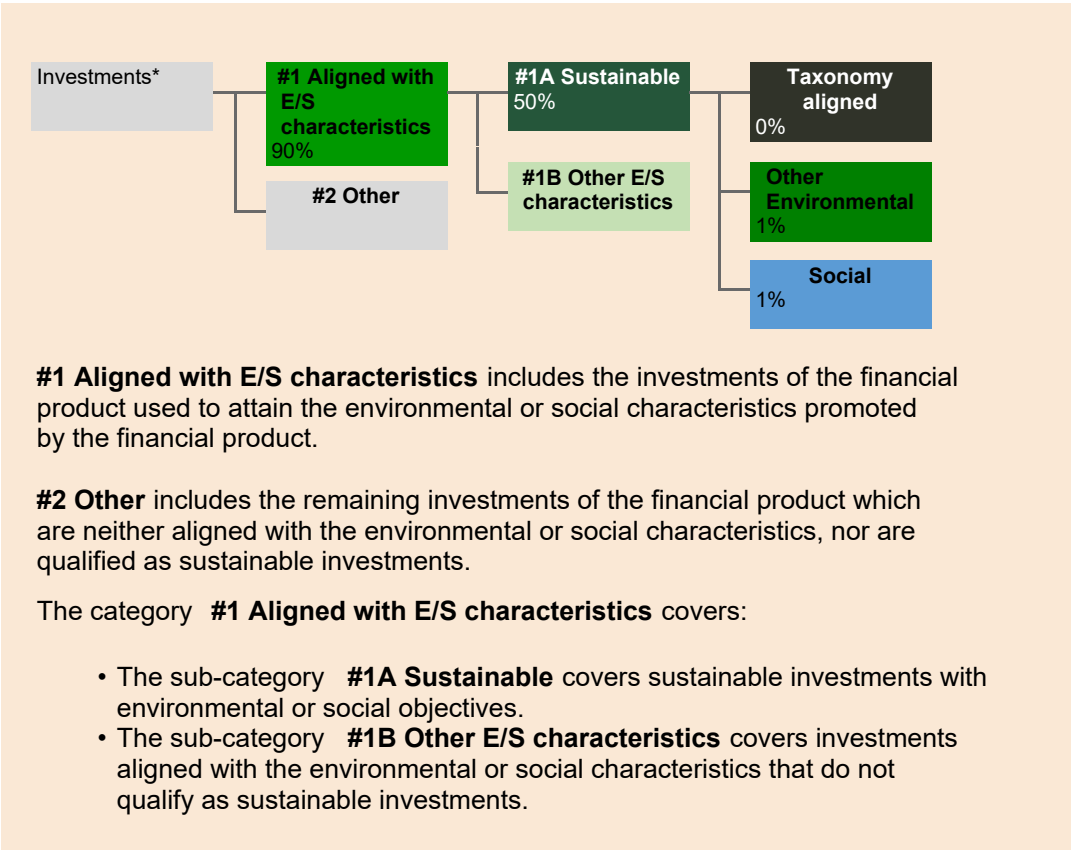 Investments*
#1 Aligned with
E/S
characteristics
90%
#2 Other
#1A Sustainable
50%
#1B Other E/S
characteristics
Taxonomy
aligned
0%
Other
Environmental
1%
Social
1%
#1 Aligned with E/S characteristics includes the investments of the financial
product used to attain the environmental or social characteristics promoted
by the financial product.
#2 Other includes the remaining investments of the financial product which
are neither aligned with the environmental or social characteristics, nor are
qualified as sustainable investments.
The category #1 Aligned with E/S characteristics covers:
• The sub-category #1A Sustainable covers sustainable investments with
environmental or social objectives.
• The sub-category #1B Other E/S characteristics covers investments
aligned with the environmental or social characteristics that do not
qualify as sustainable investments.